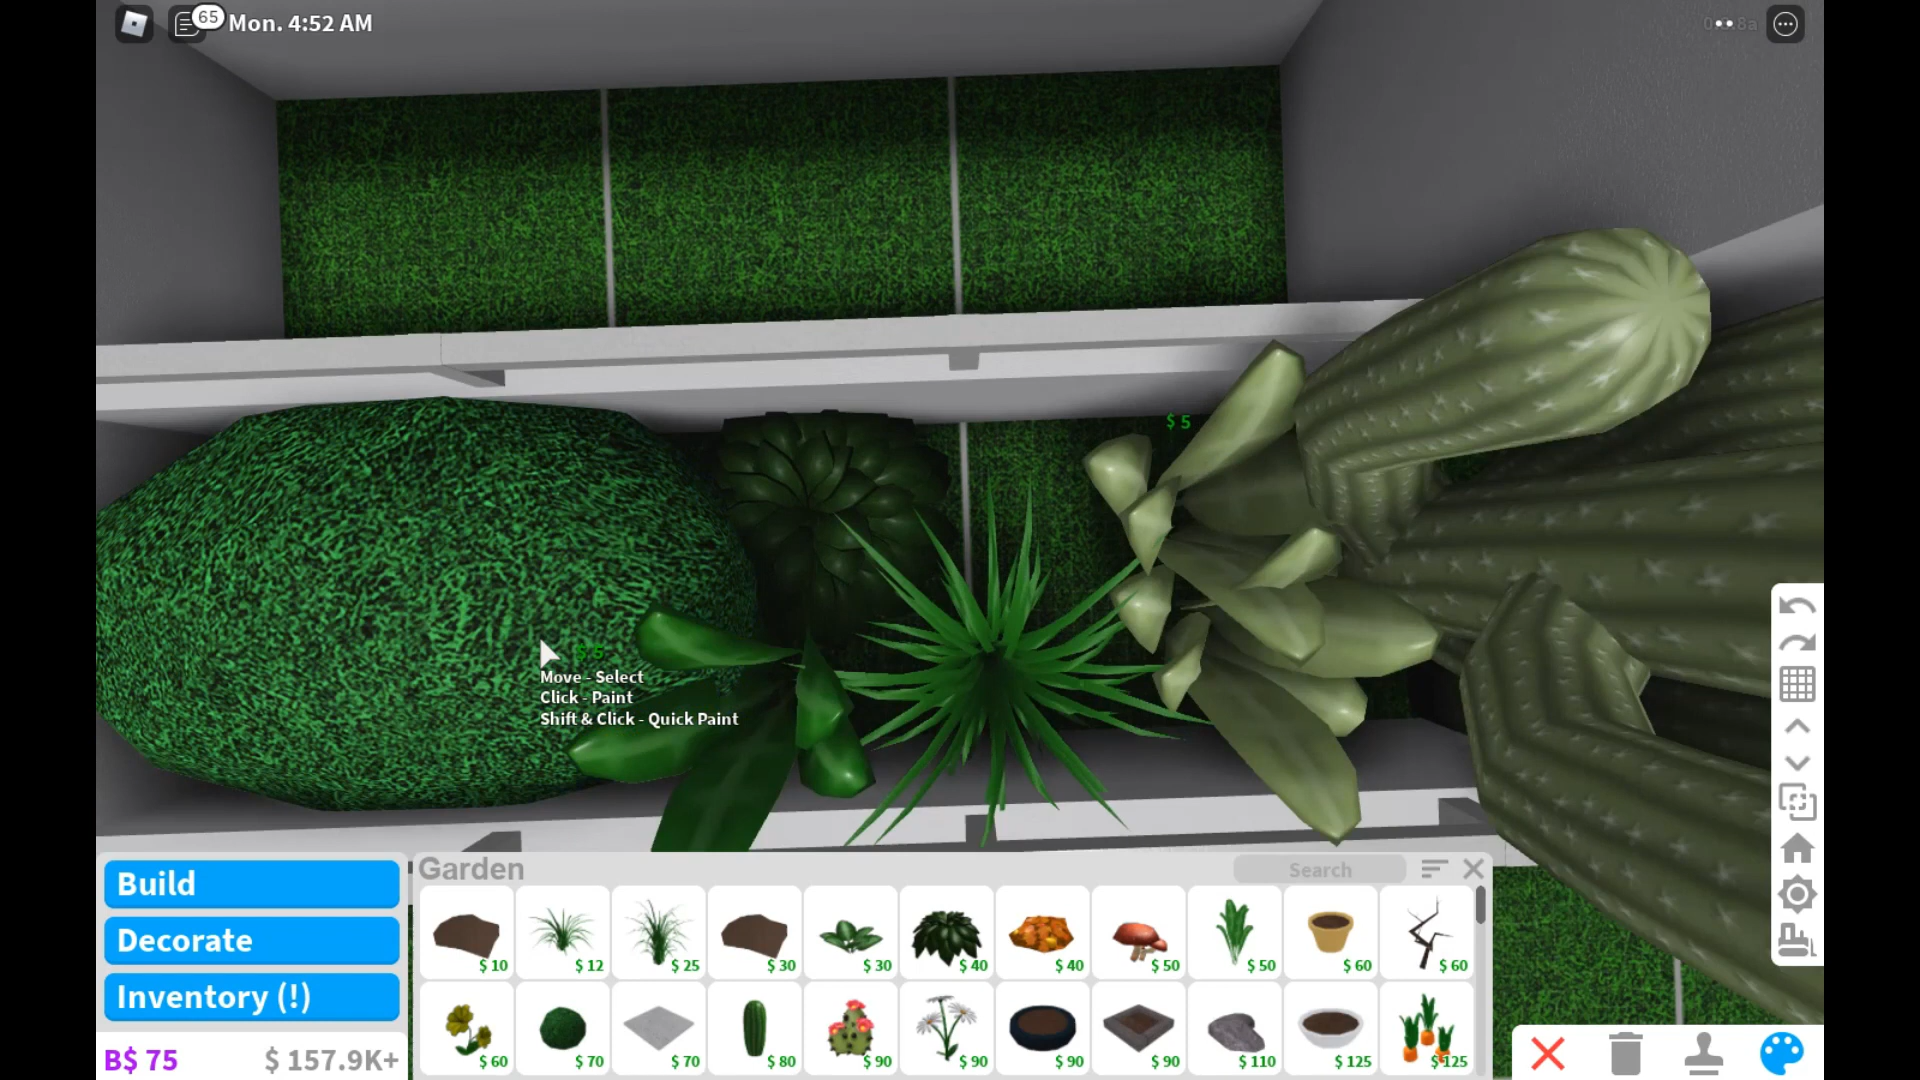 65
Mon. 4:52 AM
$ 5
Move - Select
Click - Paint
Shift & Click - Quick Paint
Build
Decorate
Inventory (!)
B$ 75
$ 157.9K+
Garden
Search
$ 10
$ 12
$ 25
$ 30
$ 30
$ 40
$ 40
$ 50
$ 50
$ 60
$ 60
$ 60
$ 70
$ 70
$ 80
$ 90
$ 90
$ 90
$ 90
$ 110
$ 125
$ 125